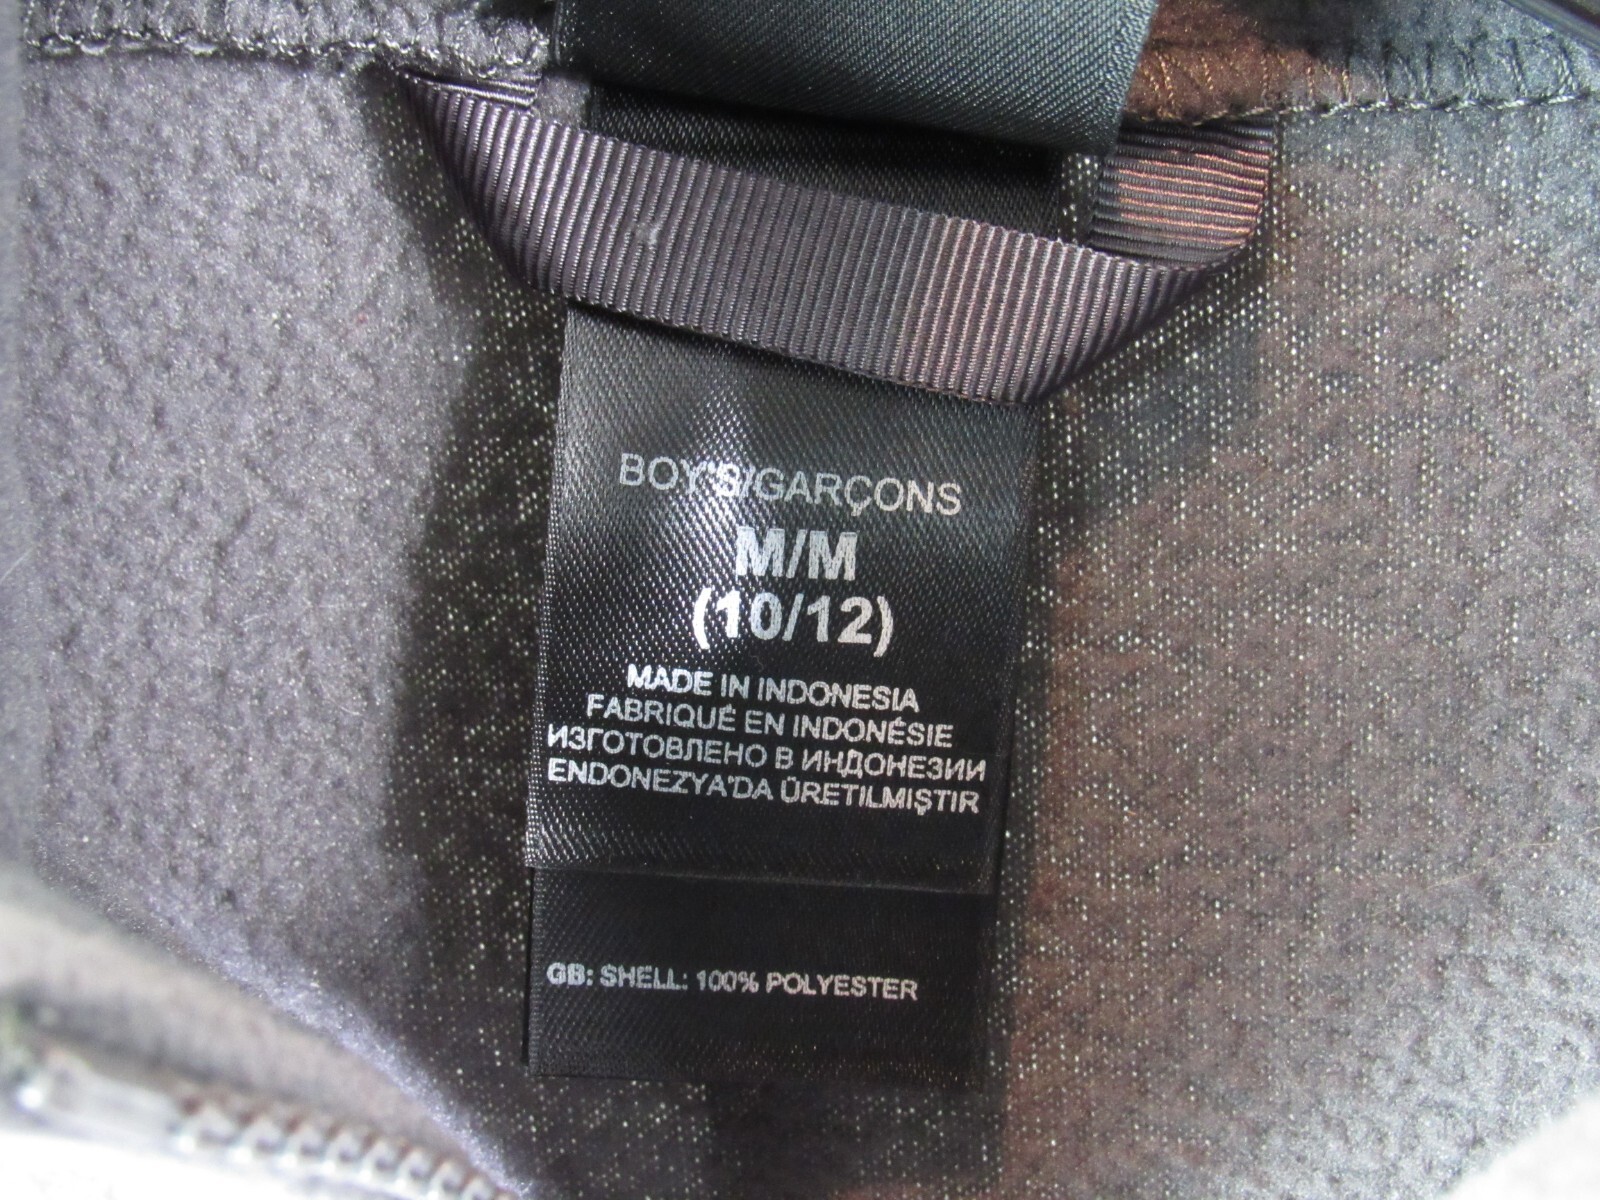 BOY'S/GARÇONS
M/M
(10/12)
MADE IN INDONESIA
FABRIQUÉ EN INDONÉSIE
ИЗГОТОВЛЕНО В ИНДОНЕЗИИ
ENDONEZYA'DA ÜRETILMIŞTIR
GB: SHELL: 100% POLYESTER